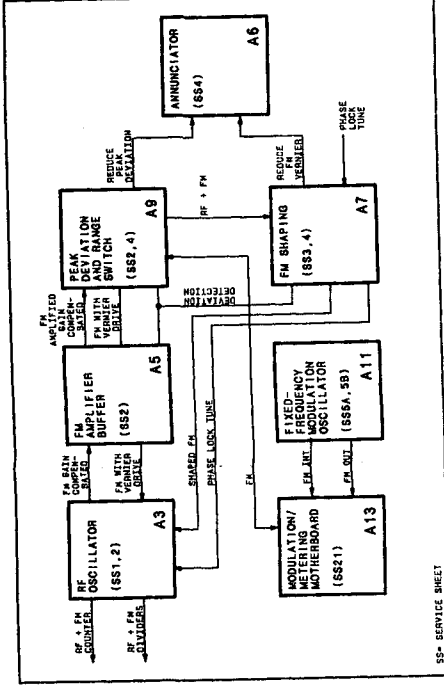 RF + FM
COUNTER
RF + FM
DIVIDERS
RF
OSCILLATOR
(SS1,2)
A3
FM GAIN
COMPEN-
SATED
FM WITH
VERNIER
DRIVE
FM
AMPLIFIER
BUFFER
(SS2)
A5
FM
AMPLIFIED
GAIN
COMPEN-
SATED
FM WITH
VERNIER
DRIVE
PEAK
DEVIATION
AND RANGE
SWITCH
(SS2,4)
A9
REDUCE
PEAK
DEVIATION
ANNUNCIATOR
(SS4)
A6
SHAPED FM
PHASE LOCK TUNE
DEVIATION
DETECTION
RF + FM
REDUCE
FM
VERNIER
FM
MODULATION/
METERING
MOTHERBOARD
(SS21)
A13
FM INT
FM OUT
FIXED-
FREQUENCY
MODULATION
OSCILLATOR
(SS5A,5B)
A11
FM SHAPING
(SS3,4)
A7
PHASE
LOCK
TUNE
SS= SERVICE SHEET